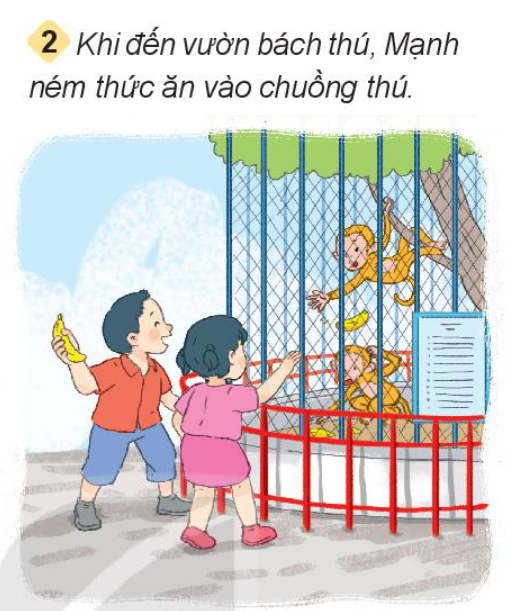 2 Khi đến vườn bách thú, Mạnh
ném thức ăn vào chuồng thú.